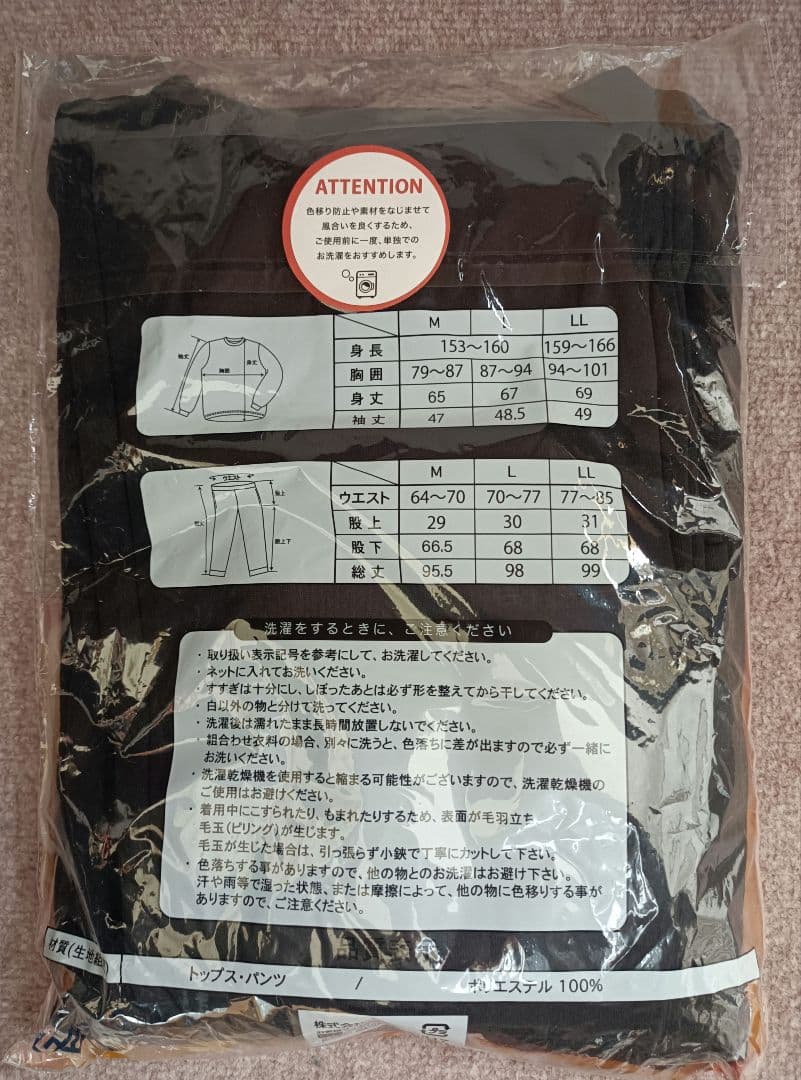 ATTENTION
色移り防止や素材をなじませて
風合いを良くするため、
ご使用前に一度、単独での
お洗濯をおすすめします。
M L LL
身長 153〜160 159〜166
胸囲 79〜87 87〜94 94〜101
身丈 65 67 69
袖丈 47 48.5 49
袖丈 胸囲 身丈
M L LL
ウエスト 64〜70 70〜77 77〜85
股上 29 30 31
股下 66.5 68 68
総丈 95.5 98 99
ウエスト
股上
洗濯をするときに、ご注意ください
・取り扱い表示記号を参考にして、お洗濯してください。
・ネットに入れてお洗いください。
・すすぎは十分にし、しぼったあとは必ず形を整えてから干してください。
・白以外の物と分けて洗ってください。
・洗濯後は濡れたまま長時間放置しないでください。
・組合わせ衣料の場合、別々に洗うと、色落ちに差が出ますので必ず一緒に
お洗いください。
・洗濯乾燥機を使用すると縮まる可能性がございますので、洗濯乾燥機の
ご使用はお避けください。
・着用中にこすられたり、もまれたりするため、表面が毛羽立ち
毛玉(ピリング)が生じます。
毛玉が生じた場合は、引っ張らず小鋏で丁寧にカットして下さい。
・色落ちする事がありますので、他の物とのお洗濯はお避け下さい。
汗や雨等で湿った状態、または摩擦によって、他の物に色移りする事が
ありますので、ご注意ください。
品質表
材質(生地
トップス・パンツ / ポリエステル 100%
株式会